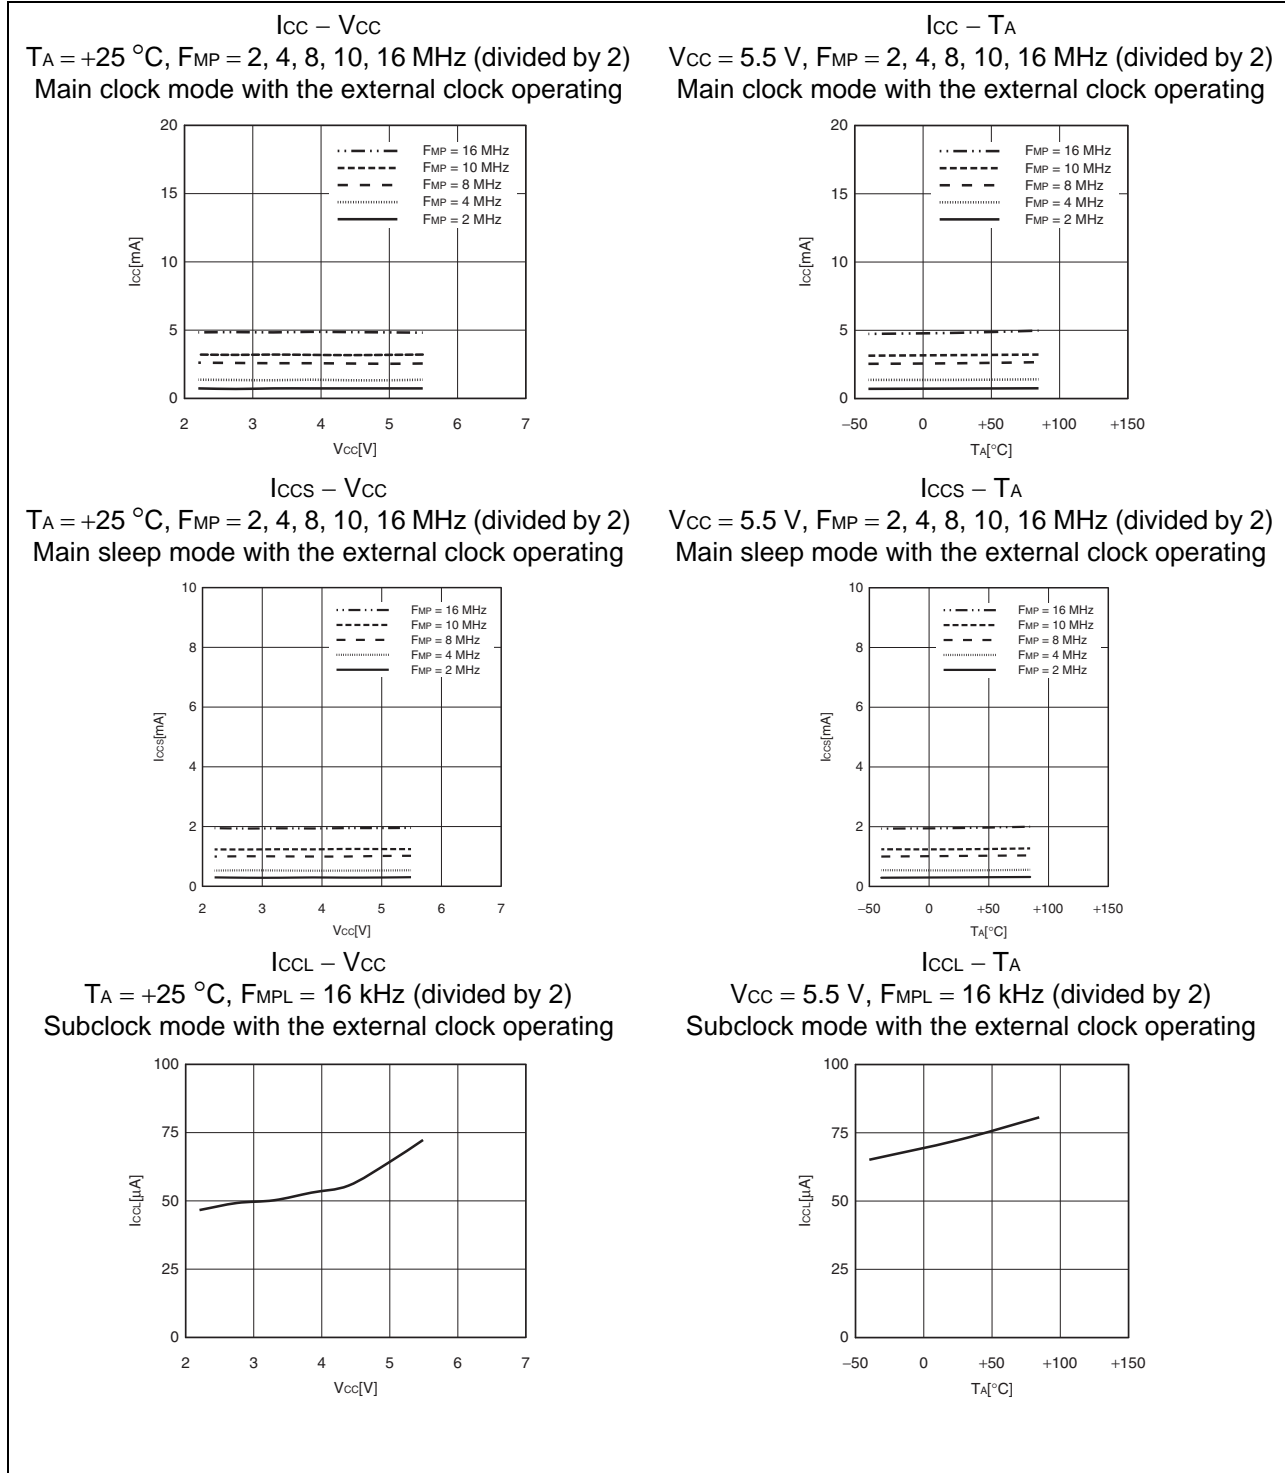 ICC – VCC
TA = +25 °C, FMP = 2, 4, 8, 10, 16 MHz (divided by 2)
Main clock mode with the external clock operating
20
15
10
5
0
ICC[mA]
FMP = 16 MHz
FMP = 10 MHz
FMP = 8 MHz
FMP = 4 MHz
FMP = 2 MHz
2 3 4 5 6 7
VCC[V]
ICC – TA
VCC = 5.5 V, FMP = 2, 4, 8, 10, 16 MHz (divided by 2)
Main clock mode with the external clock operating
20
15
10
5
0
ICC[mA]
FMP = 16 MHz
FMP = 10 MHz
FMP = 8 MHz
FMP = 4 MHz
FMP = 2 MHz
−50 0 +50 +100 +150
TA[°C]
ICCS – VCC
TA = +25 °C, FMP = 2, 4, 8, 10, 16 MHz (divided by 2)
Main sleep mode with the external clock operating
10
8
6
4
2
0
ICCS[mA]
FMP = 16 MHz
FMP = 10 MHz
FMP = 8 MHz
FMP = 4 MHz
FMP = 2 MHz
2 3 4 5 6 7
VCC[V]
ICCS – TA
VCC = 5.5 V, FMP = 2, 4, 8, 10, 16 MHz (divided by 2)
Main sleep mode with the external clock operating
10
8
6
4
2
0
ICCS[mA]
FMP = 16 MHz
FMP = 10 MHz
FMP = 8 MHz
FMP = 4 MHz
FMP = 2 MHz
−50 0 +50 +100 +150
TA[°C]
ICCL – VCC
TA = +25 °C, FMPL = 16 kHz (divided by 2)
Subclock mode with the external clock operating
100
75
50
25
0
ICCL[µA]
2 3 4 5 6 7
VCC[V]
ICCL – TA
VCC = 5.5 V, FMPL = 16 kHz (divided by 2)
Subclock mode with the external clock operating
100
75
50
25
0
ICCL[µA]
−50 0 +50 +100 +150
TA[°C]